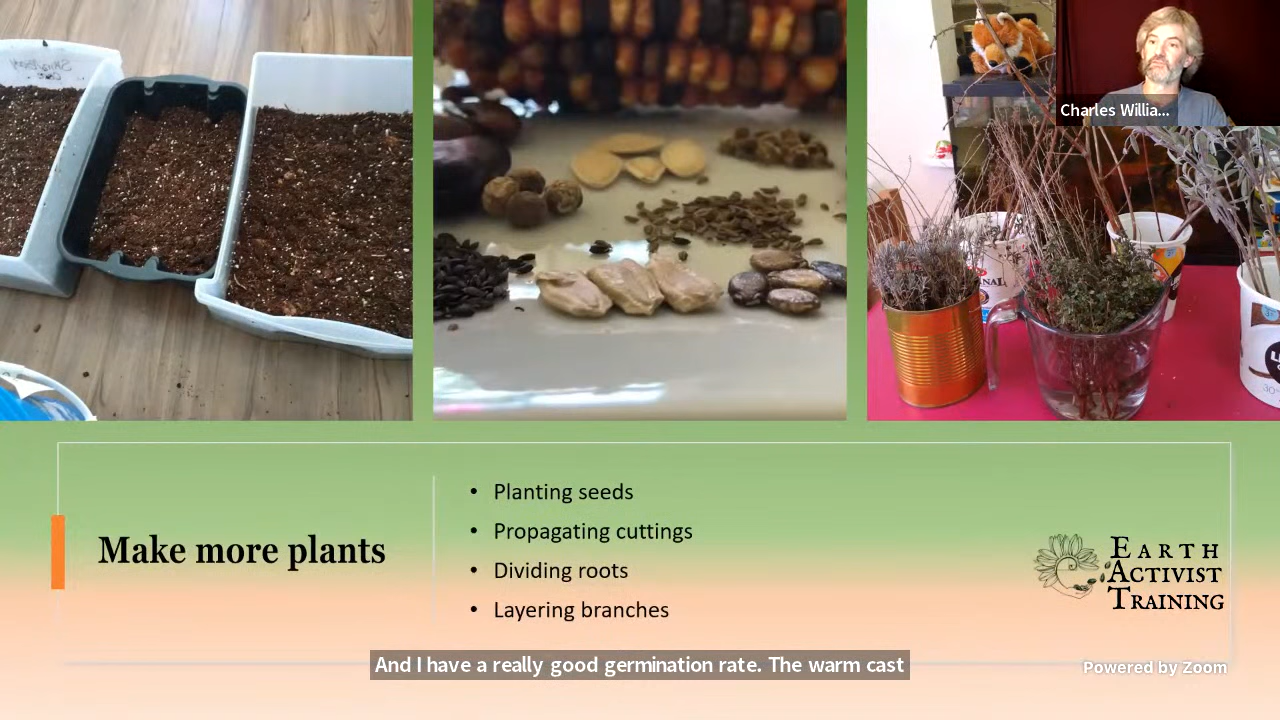 Charles Willia...
Make more plants
• Planting seeds
• Propagating cuttings
• Dividing roots
• Layering branches
EARTH
ACTIVIST
TRAINING
And I have a really good germination rate. The warm cast
Powered by Zoom